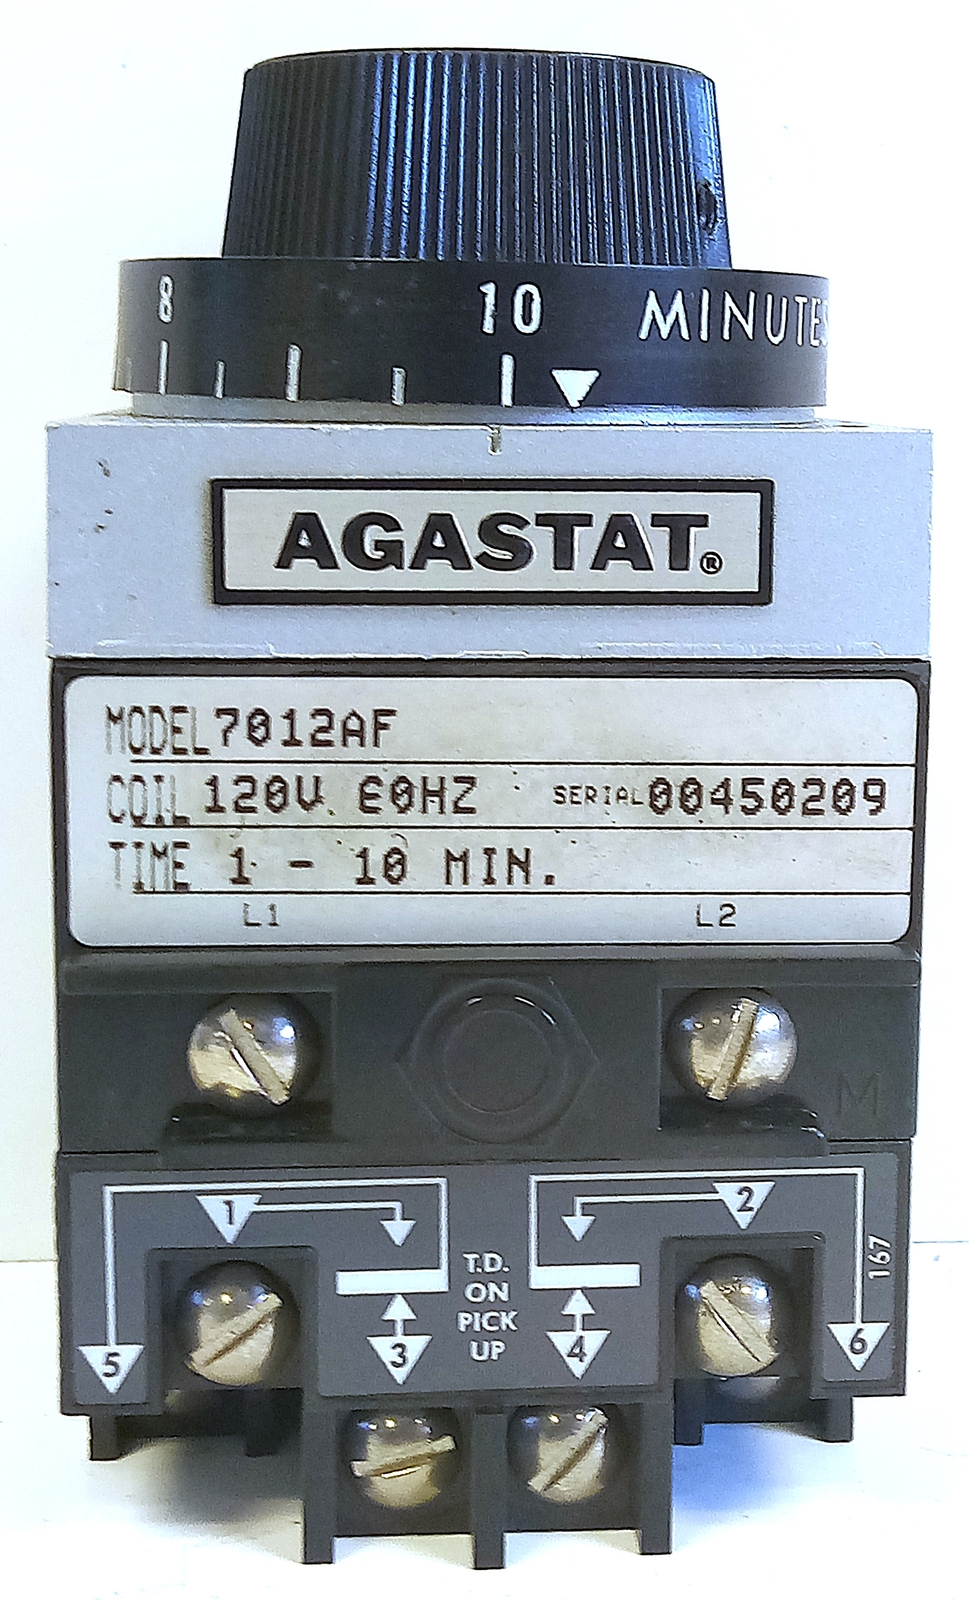 8 10 MINUTES
AGASTAT®
MODEL 7012AF
COIL 120V 60HZ SERIAL 00450209
TIME 1 - 10 MIN.
L1 L2
M
1 2
T.D.
ON
PICK
UP
167
5 3 4 6